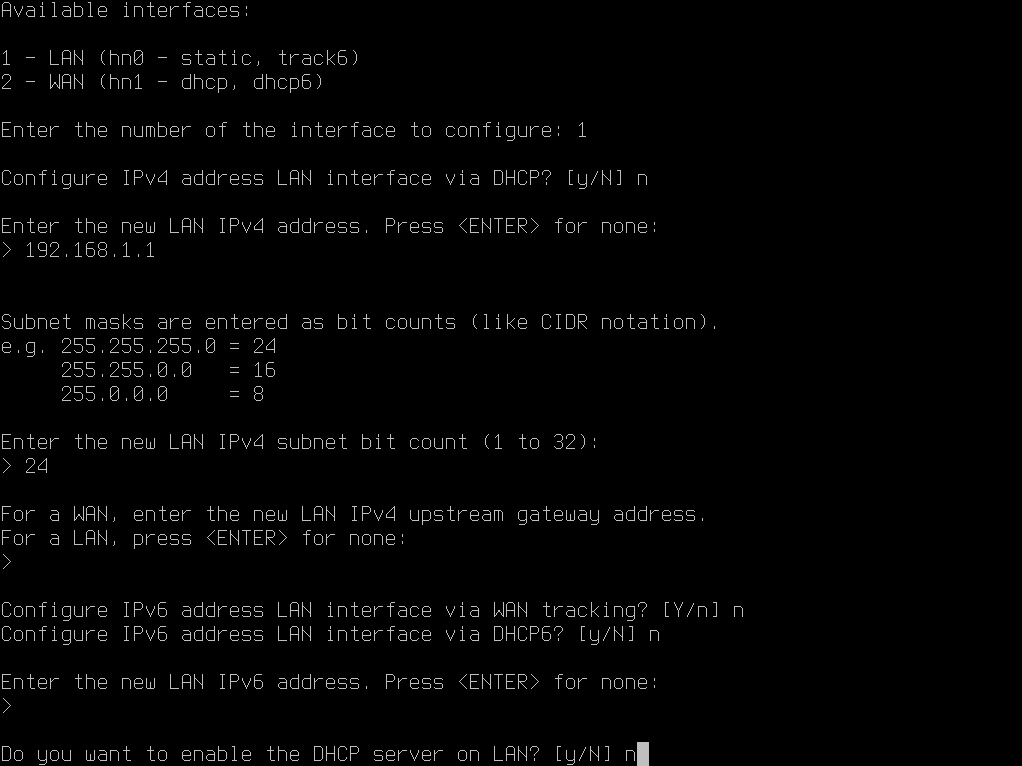 Available interfaces:
1 - LAN (hn0 - static, track6)
2 - WAN (hn1 - dhcp, dhcp6)
Enter the number of the interface to configure: 1
Configure IPv4 address LAN interface via DHCP? [y/N] n
Enter the new LAN IPv4 address. Press <ENTER> for none:
> 192.168.1.1
Subnet masks are entered as bit counts (like CIDR notation).
e.g. 255.255.255.0 = 24
     255.255.0.0   = 16
     255.0.0.0     = 8
Enter the new LAN IPv4 subnet bit count (1 to 32):
> 24
For a WAN, enter the new LAN IPv4 upstream gateway address.
For a LAN, press <ENTER> for none:
>
Configure IPv6 address LAN interface via WAN tracking? [Y/n] n
Configure IPv6 address LAN interface via DHCP6? [y/N] n
Enter the new LAN IPv6 address. Press <ENTER> for none:
>
Do you want to enable the DHCP server on LAN? [y/N] n